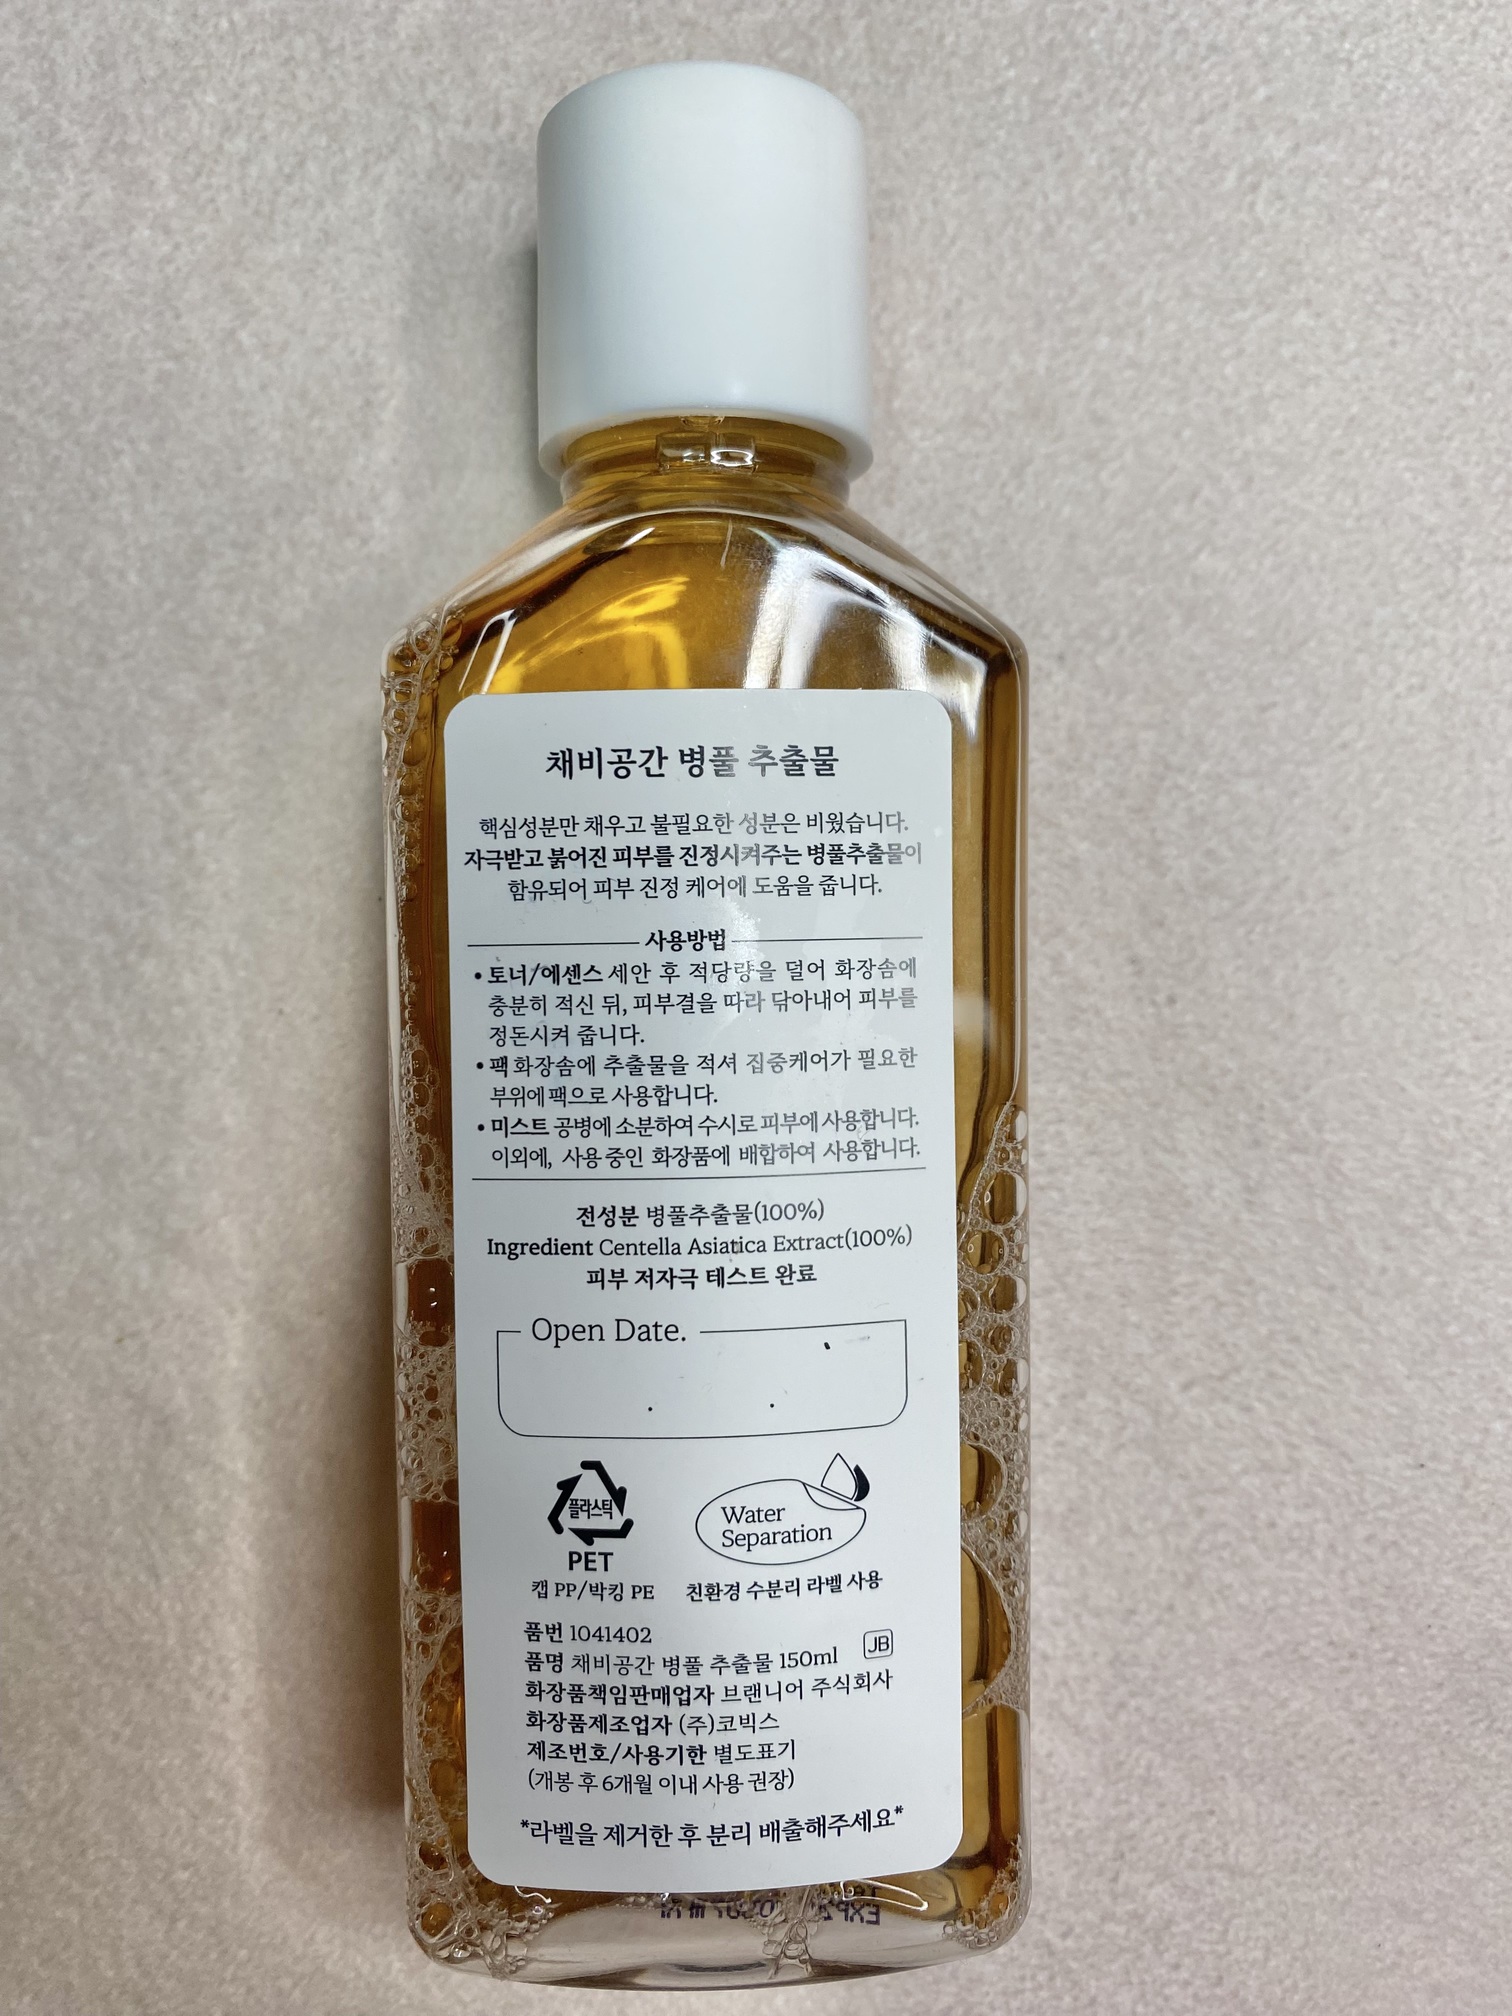 채비공간 병풀 추출물
핵심성분만 채우고 불필요한 성분은 비웠습니다.
자극받고 붉어진 피부를 진정시켜주는 병풀추출물이
함유되어 피부 진정 케어에 도움을 줍니다.
사용방법
• 토너/에센스 세안 후 적당량을 덜어 화장솜에
충분히 적신 뒤, 피부결을 따라 닦아내어 피부를
정돈시켜 줍니다.
• 팩 화장솜에 추출물을 적셔 집중케어가 필요한
부위에 팩으로 사용합니다.
• 미스트 공병에 소분하여 수시로 피부에 사용합니다.
이외에, 사용 중인 화장품에 배합하여 사용합니다.
전성분 병풀추출물(100%)
Ingredient Centella Asiatica Extract(100%)
피부 저자극 테스트 완료
Open Date.
플라스틱
PET
캡 PP/박킹 PE
Water
Separation
친환경 수분리 라벨 사용
품번 1041402
품명 채비공간 병풀 추출물 150ml JB
화장품책임판매업자 브랜니어 주식회사
화장품제조업자 (주)코빅스
제조번호/사용기한 별도표기
(개봉 후 6개월 이내 사용 권장)
*라벨을 제거한 후 분리 배출해주세요*